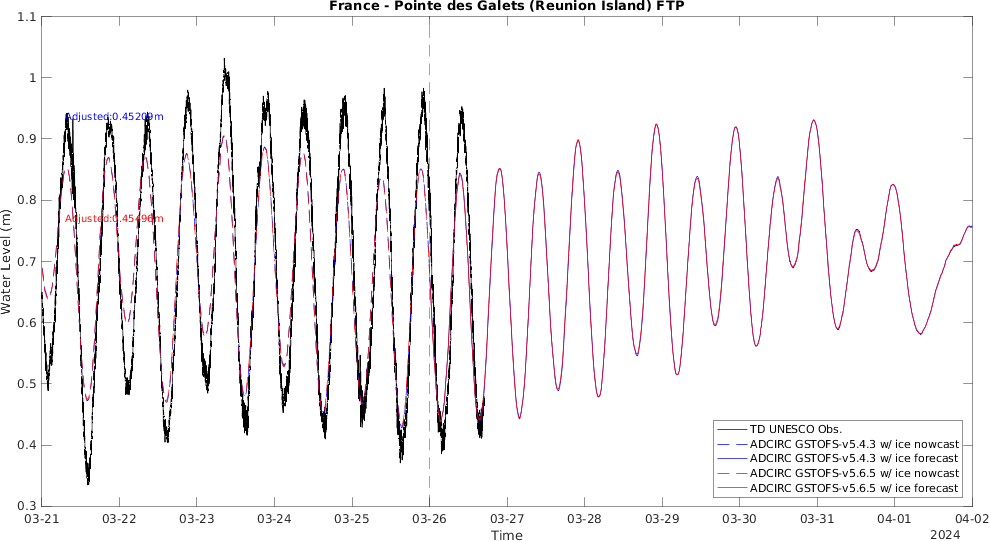 France - Pointe des Galets (Reunion Island) FTP
1.1
1
0.9
0.8
0.7
0.6
0.5
0.4
0.3
Water Level (m)
Adjusted:0.45209m
Adjusted:0.45496m
TD UNESCO Obs.
ADCIRC GSTOFS-v5.4.3 w/ ice nowcast
ADCIRC GSTOFS-v5.4.3 w/ ice forecast
ADCIRC GSTOFS-v5.6.5 w/ ice nowcast
ADCIRC GSTOFS-v5.6.5 w/ ice forecast
03-21 03-22 03-23 03-24 03-25 03-26 03-27 03-28 03-29 03-30 03-31 04-01 04-02
Time
2024